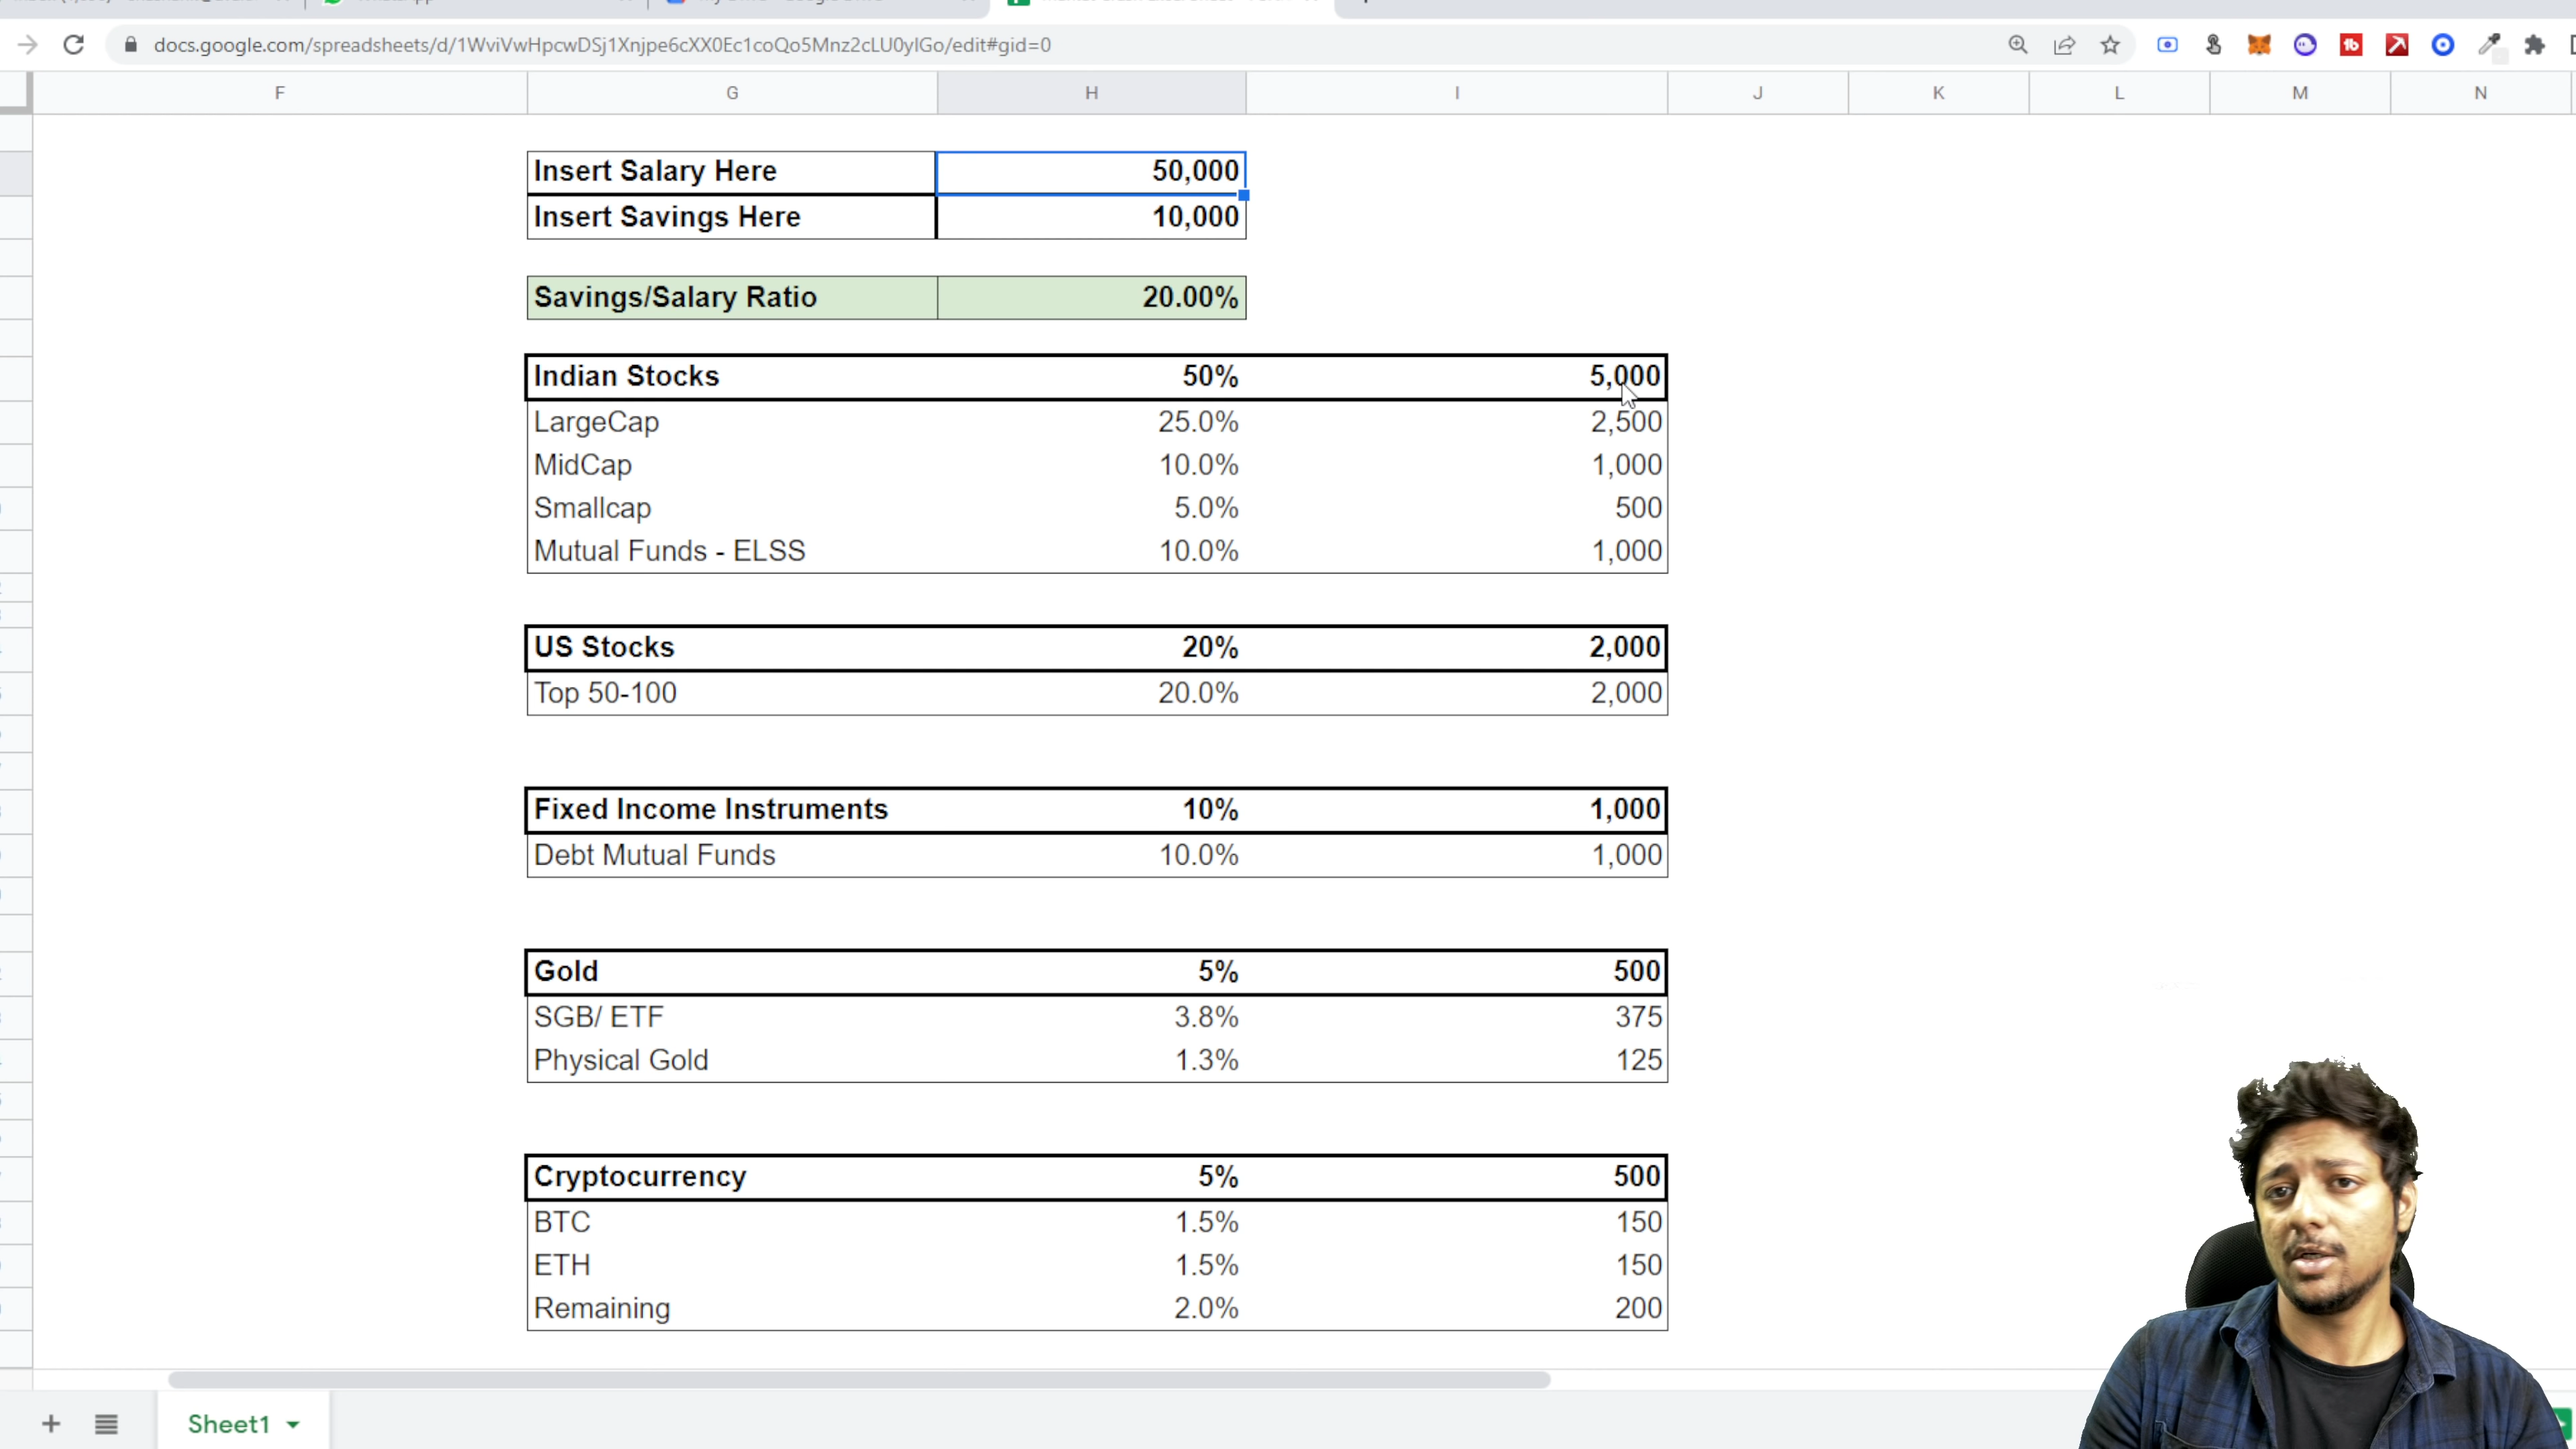 docs.google.com/spreadsheets/d/1WviVwHpcwDSj1Xnjpe6cXX0Ec1coQo5Mnz2cLU0yIGo/edit#gid=0
F G H I J K L M N
Insert Salary Here 50,000
Insert Savings Here 10,000
Savings/Salary Ratio 20.00%
Indian Stocks 50% 5,000
LargeCap 25.0% 2,500
MidCap 10.0% 1,000
Smallcap 5.0% 500
Mutual Funds - ELSS 10.0% 1,000
US Stocks 20% 2,000
Top 50-100 20.0% 2,000
Fixed Income Instruments 10% 1,000
Debt Mutual Funds 10.0% 1,000
Gold 5% 500
SGB/ ETF 3.8% 375
Physical Gold 1.3% 125
Cryptocurrency 5% 500
BTC 1.5% 150
ETH 1.5% 150
Remaining 2.0% 200
Sheet1